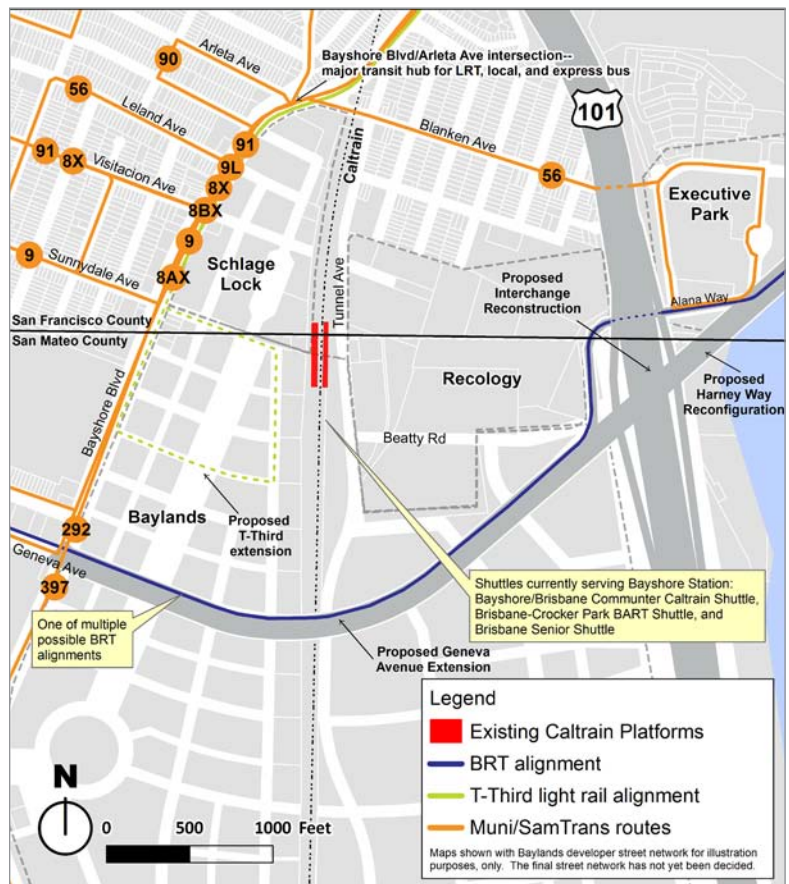 90
Arleta Ave
Bayshore Blvd/Arleta Ave intersection--
major transit hub for LRT, local, and express bus
56
Leland Ave
101
91
8X
Visitacion Ave
91
9L
8X
8BX
9
8AX
Caltrain
Blanken Ave
56
Executive
Park
9
Sunnydale Ave
Schlage
Lock
Tunnel Ave
Proposed
Interchange
Reconstruction
Alana Way
San Francisco County
San Mateo County
Bayshore Blvd
Recology
Proposed
Harney Way
Reconfiguration
Beatty Rd
Baylands
Proposed
T-Third
extension
292
Geneva Ave
397
One of multiple
possible BRT
alignments
Shuttles currently serving Bayshore Station:
Bayshore/Brisbane Communter Caltrain Shuttle,
Brisbane-Crocker Park BART Shuttle, and
Brisbane Senior Shuttle
Proposed Geneva
Avenue Extension
Legend
Existing Caltrain Platforms
BRT alignment
T-Third light rail alignment
Muni/SamTrans routes
Maps shown with Baylands developer street network for illustration
purposes, only. The final street network has not yet been decided.
N
0 500 1000 Feet